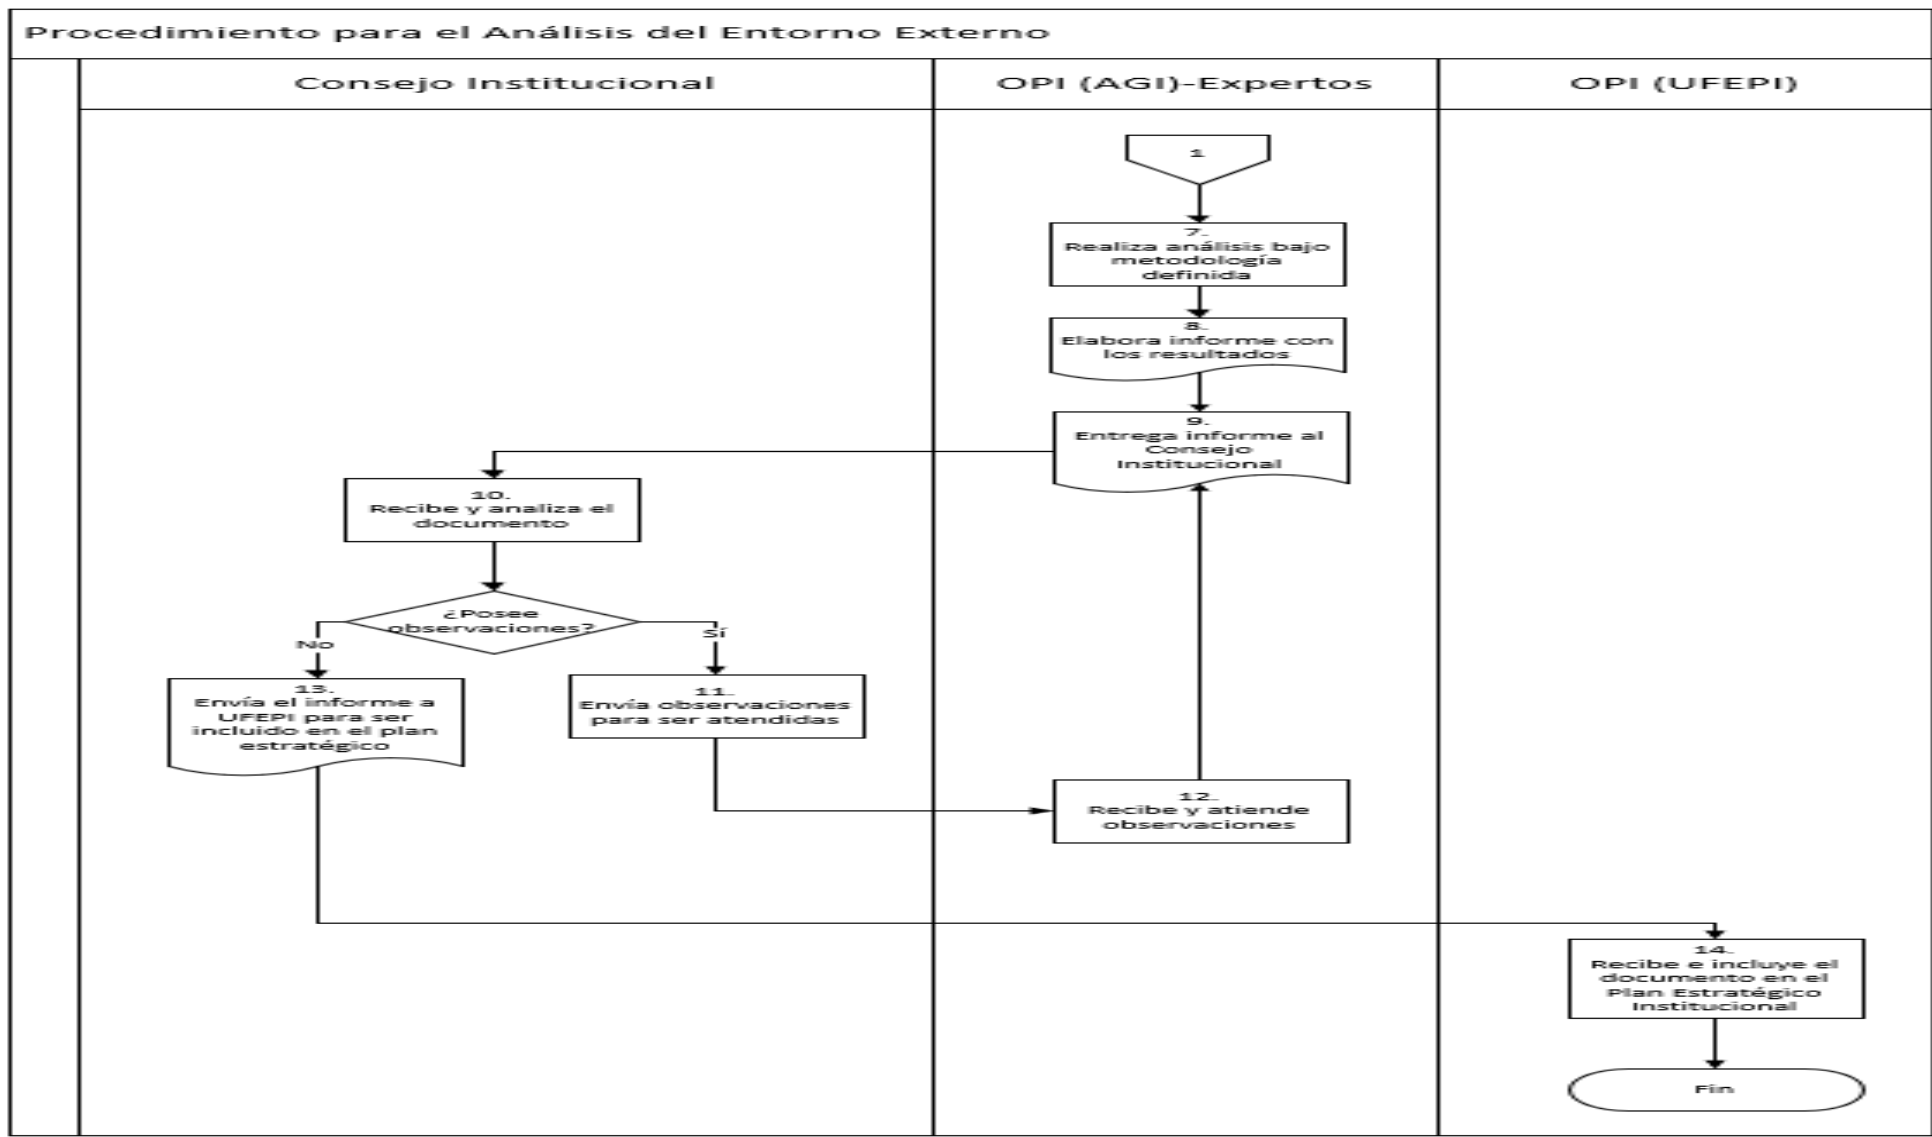 Procedimiento para el Análisis del Entorno Externo
Consejo Institucional
OPI (AGI)-Expertos
OPI (UFEPI)
1
7.
Realiza análisis bajo
metodología
definida
8.
Elabora informe con
los resultados
9.
Entrega informe al
Consejo
Institucional
10.
Recibe y analiza el
documento
¿Posee
observaciones?
No
Sí
13.
Envía el informe a
UFEPI para ser
incluido en el plan
estratégico
11.
Envía observaciones
para ser atendidas
12.
Recibe y atiende
observaciones
14.
Recibe e incluye el
documento en el
Plan Estratégico
Institucional
Fin